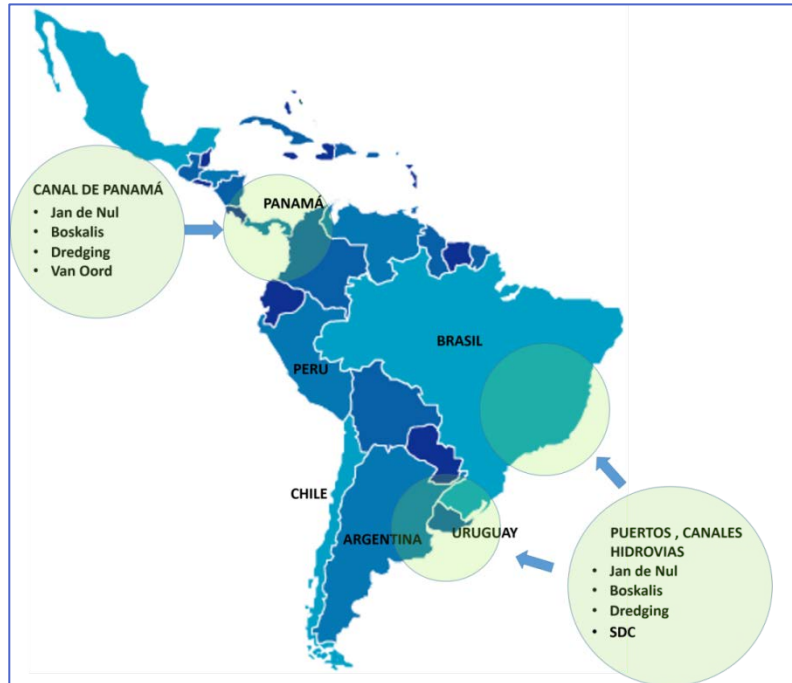 CANAL DE PANAMÁ
• Jan de Nul
• Boskalis
• Dredging
• Van Oord
PANAMÁ
BRASIL
PERU
CHILE
ARGENTINA
URUGUAY
PUERTOS , CANALES
HIDROVIAS
• Jan de Nul
• Boskalis
• Dredging
• SDC